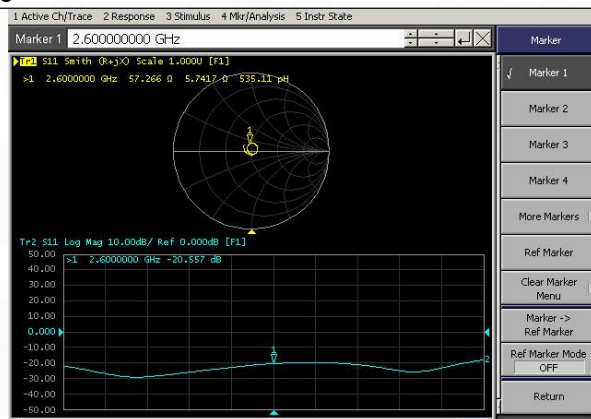 1 Active Ch/Trace 2 Response 3 Stimulus 4 Mkr/Analysis 5 Instr State
Marker 1 2.600000000 GHz
Tr1 S11 Smith (R+jX) Scale 1.000U [F1]
>1 2.6000000 GHz 57.266 Ω 5.7417 Ω 535.11 pH
1
Tr2 S11 Log Mag 10.00dB/ Ref 0.000dB [F1]
50.00
>1 2.6000000 GHz -20.557 dB
40.00
30.00
20.00
10.00
0.000
-10.00
1
2
-20.00
-30.00
-40.00
-50.00
Marker
√ Marker 1
Marker 2
Marker 3
Marker 4
More Markers
Ref Marker
Clear Marker
Menu
Marker ->
Ref Marker
Ref Marker Mode
OFF
Return